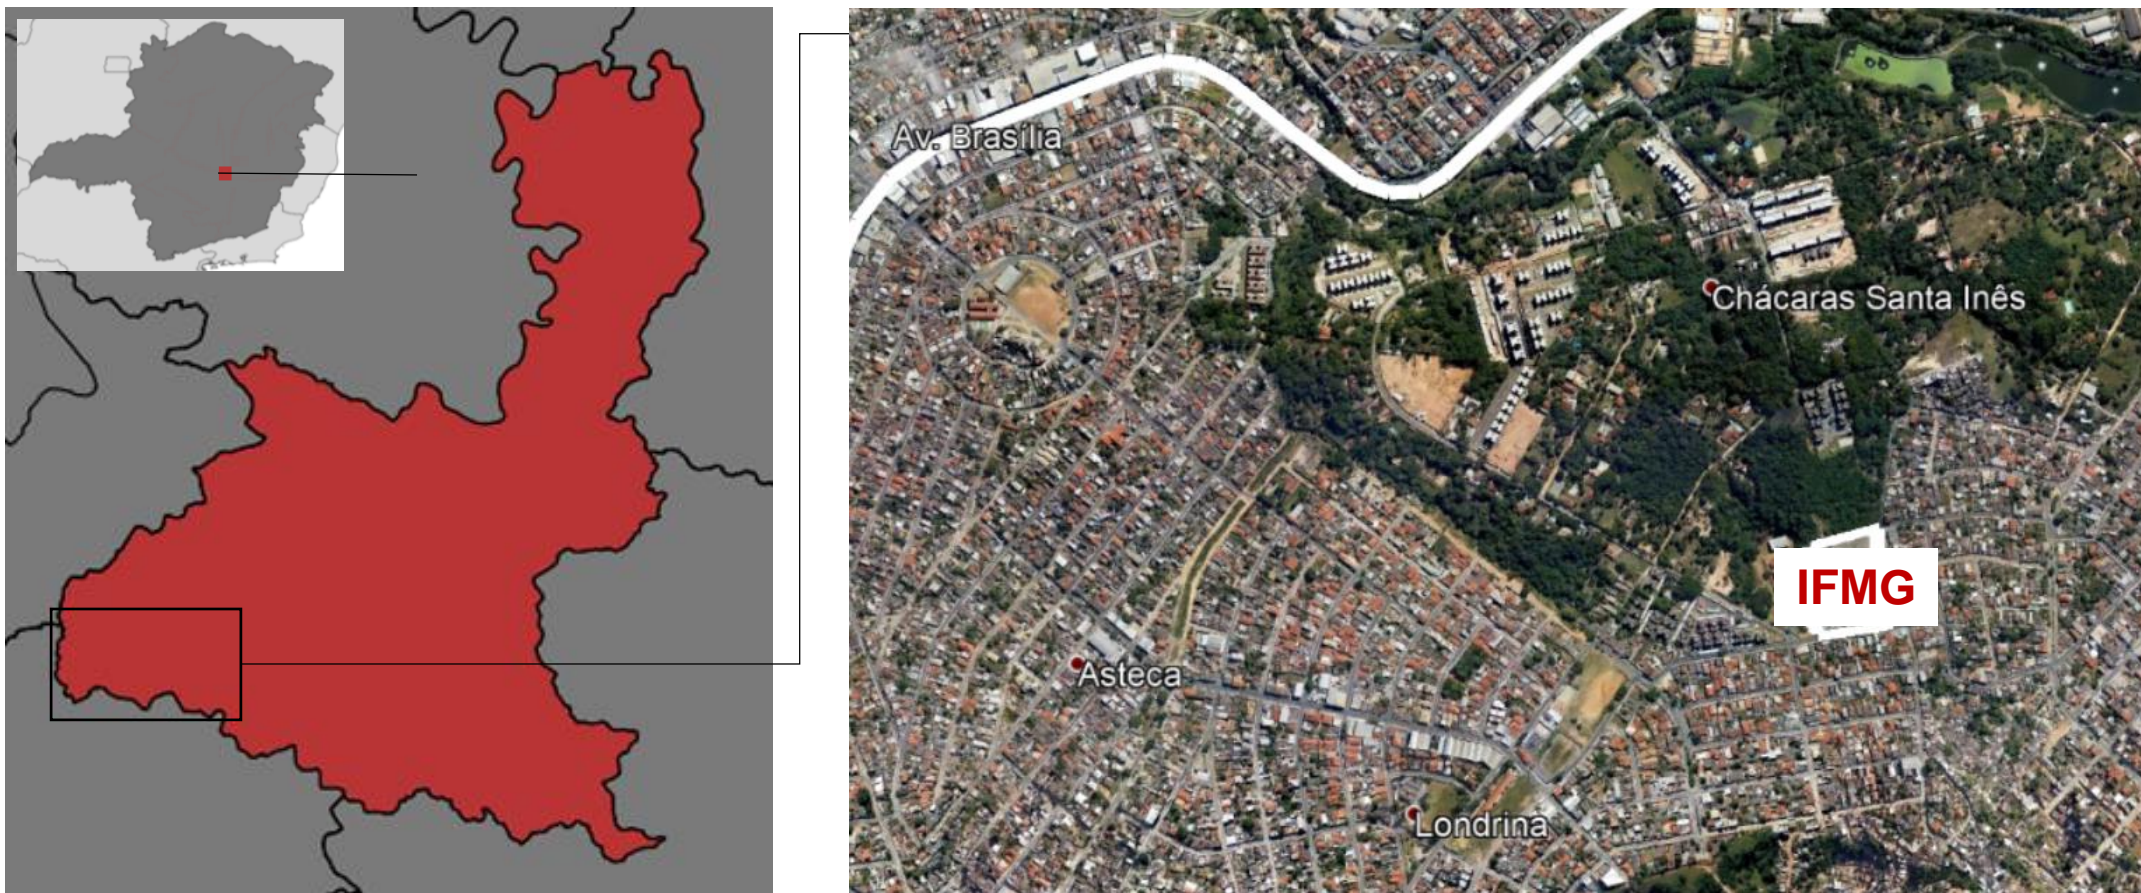 Av. Brasília
Chácaras Santa Inês
IFMG
Asteca
Londrina